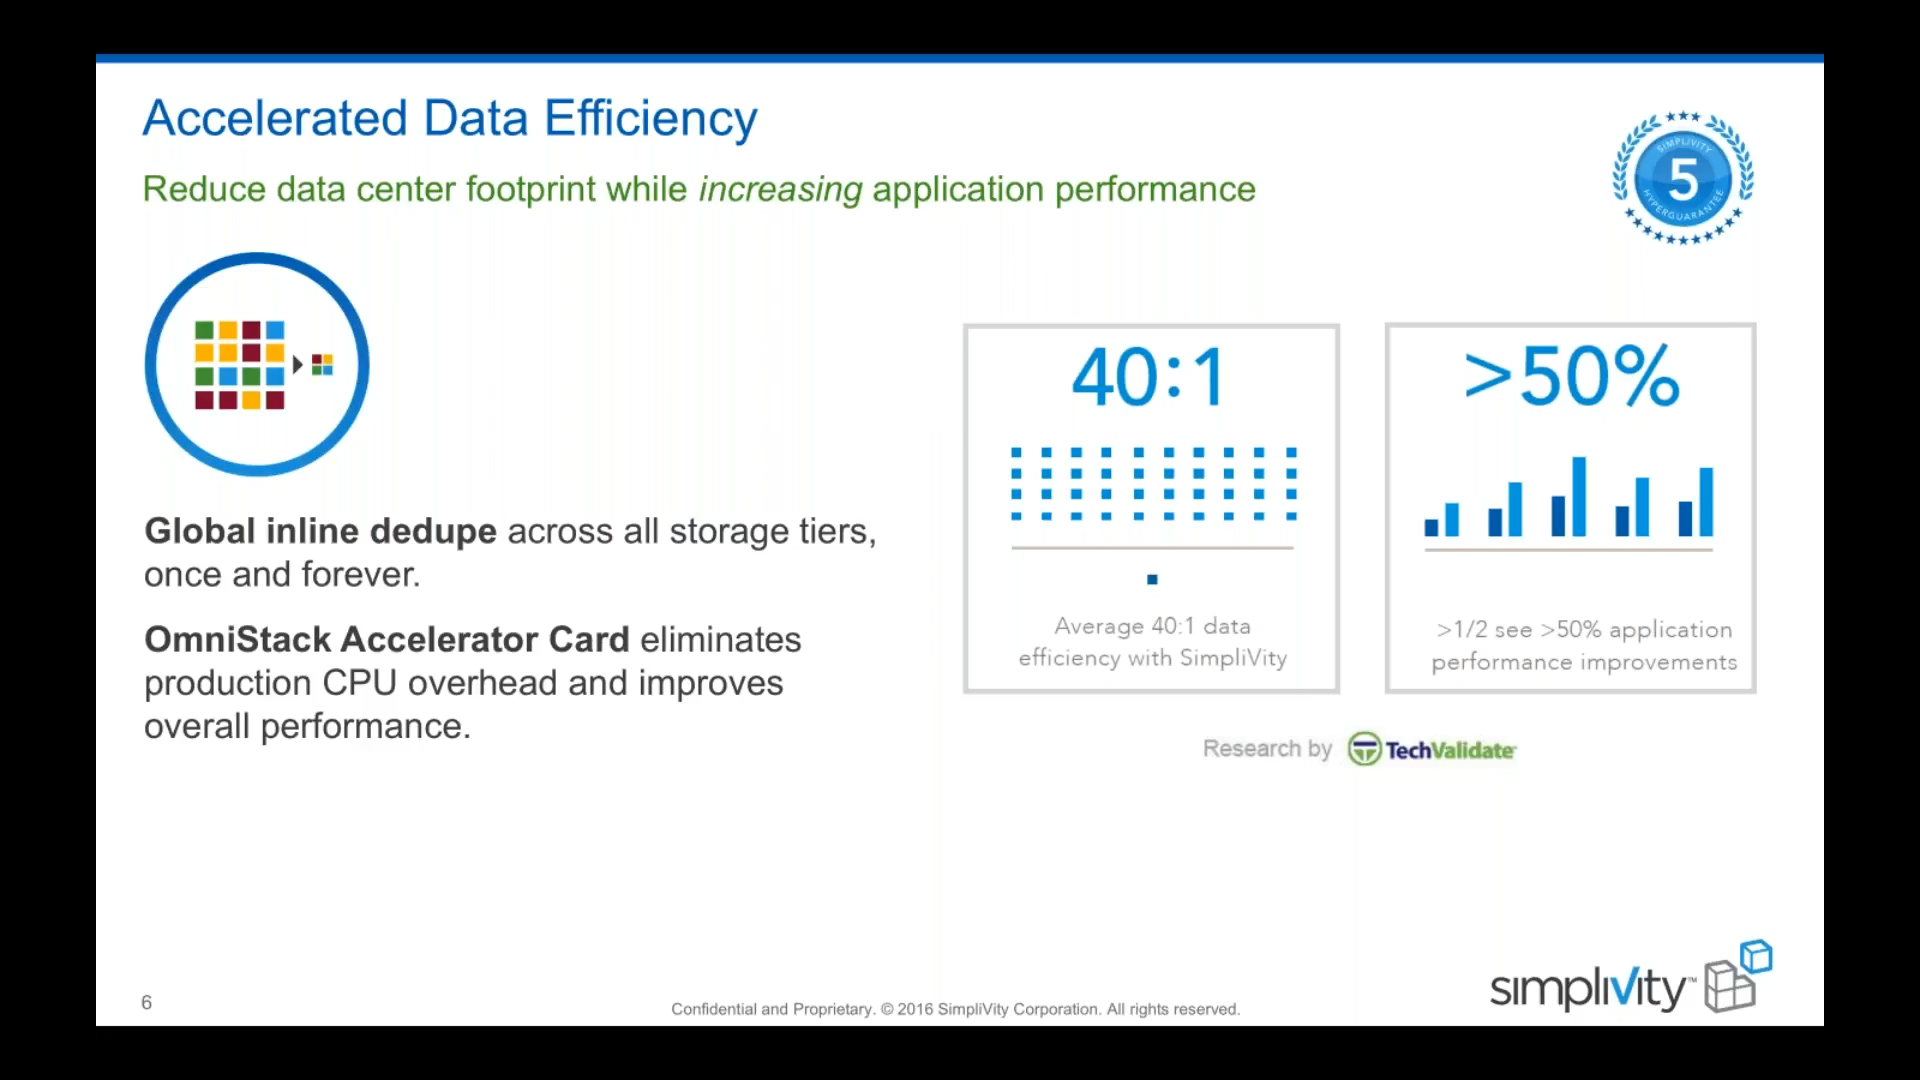 Accelerated Data Efficiency
Reduce data center footprint while increasing application performance
SIMPLIVITY
5
HYPERGUARANTEE
Global inline dedupe across all storage tiers,
once and forever.
OmniStack Accelerator Card eliminates
production CPU overhead and improves
overall performance.
40:1
Average 40:1 data
efficiency with SimpliVity
>50%
>1/2 see >50% application
performance improvements
Research by TechValidate
6
Confidential and Proprietary. © 2016 SimpliVity Corporation. All rights reserved.
simplivity™